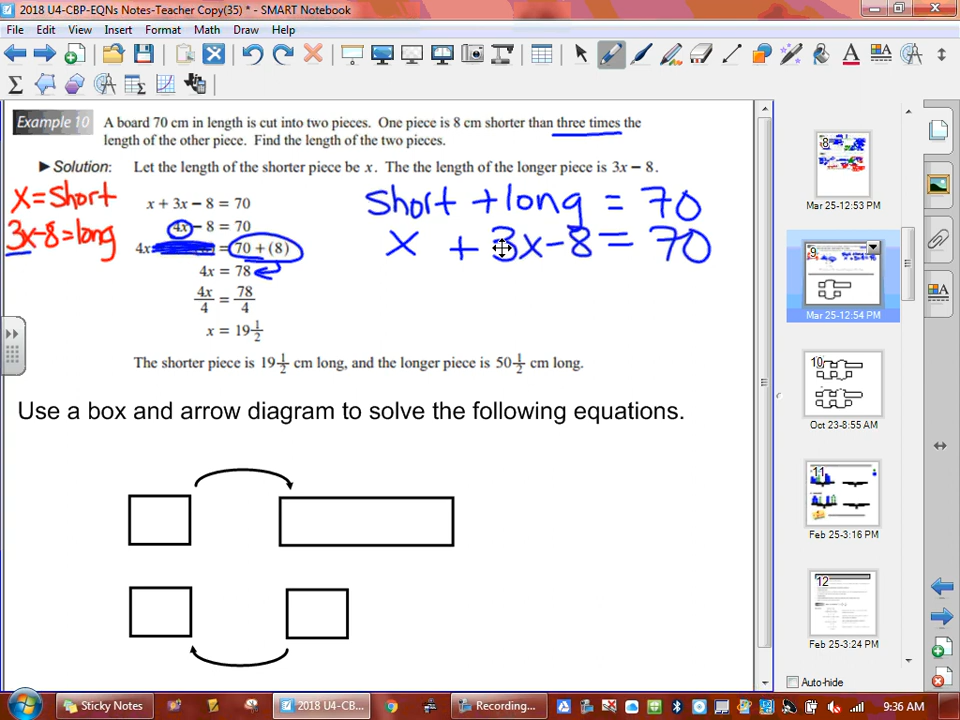 2018 U4-CBP-EQNs Notes-Teacher Copy(35) * - SMART Notebook
File Edit View Insert Format Math Draw Help
Example 10 A board 70 cm in length is cut into two pieces. One piece is 8 cm shorter than three times the
length of the other piece. Find the length of the two pieces.
►Solution: Let the length of the shorter piece be x. The the length of the longer piece is 3x – 8.
x = Short
3x-8=long
x + 3x – 8 = 70
4x – 8 = 70
4x = 70 + (8)
4x = 78
4x/4 = 78/4
x = 19 1/2
short + long = 70
x + 3x - 8 = 70
The shorter piece is 19 1/2 cm long, and the longer piece is 50 1/2 cm long.
Use a box and arrow diagram to solve the following equations.
8
Mar 25-12:53 PM
9
Mar 25-12:54 PM
10
Oct 23-8:55 AM
11
Feb 25-3:16 PM
12
Feb 25-3:24 PM
Auto-hide
Sticky Notes
2018 U4-CB...
Recording...
9:36 AM